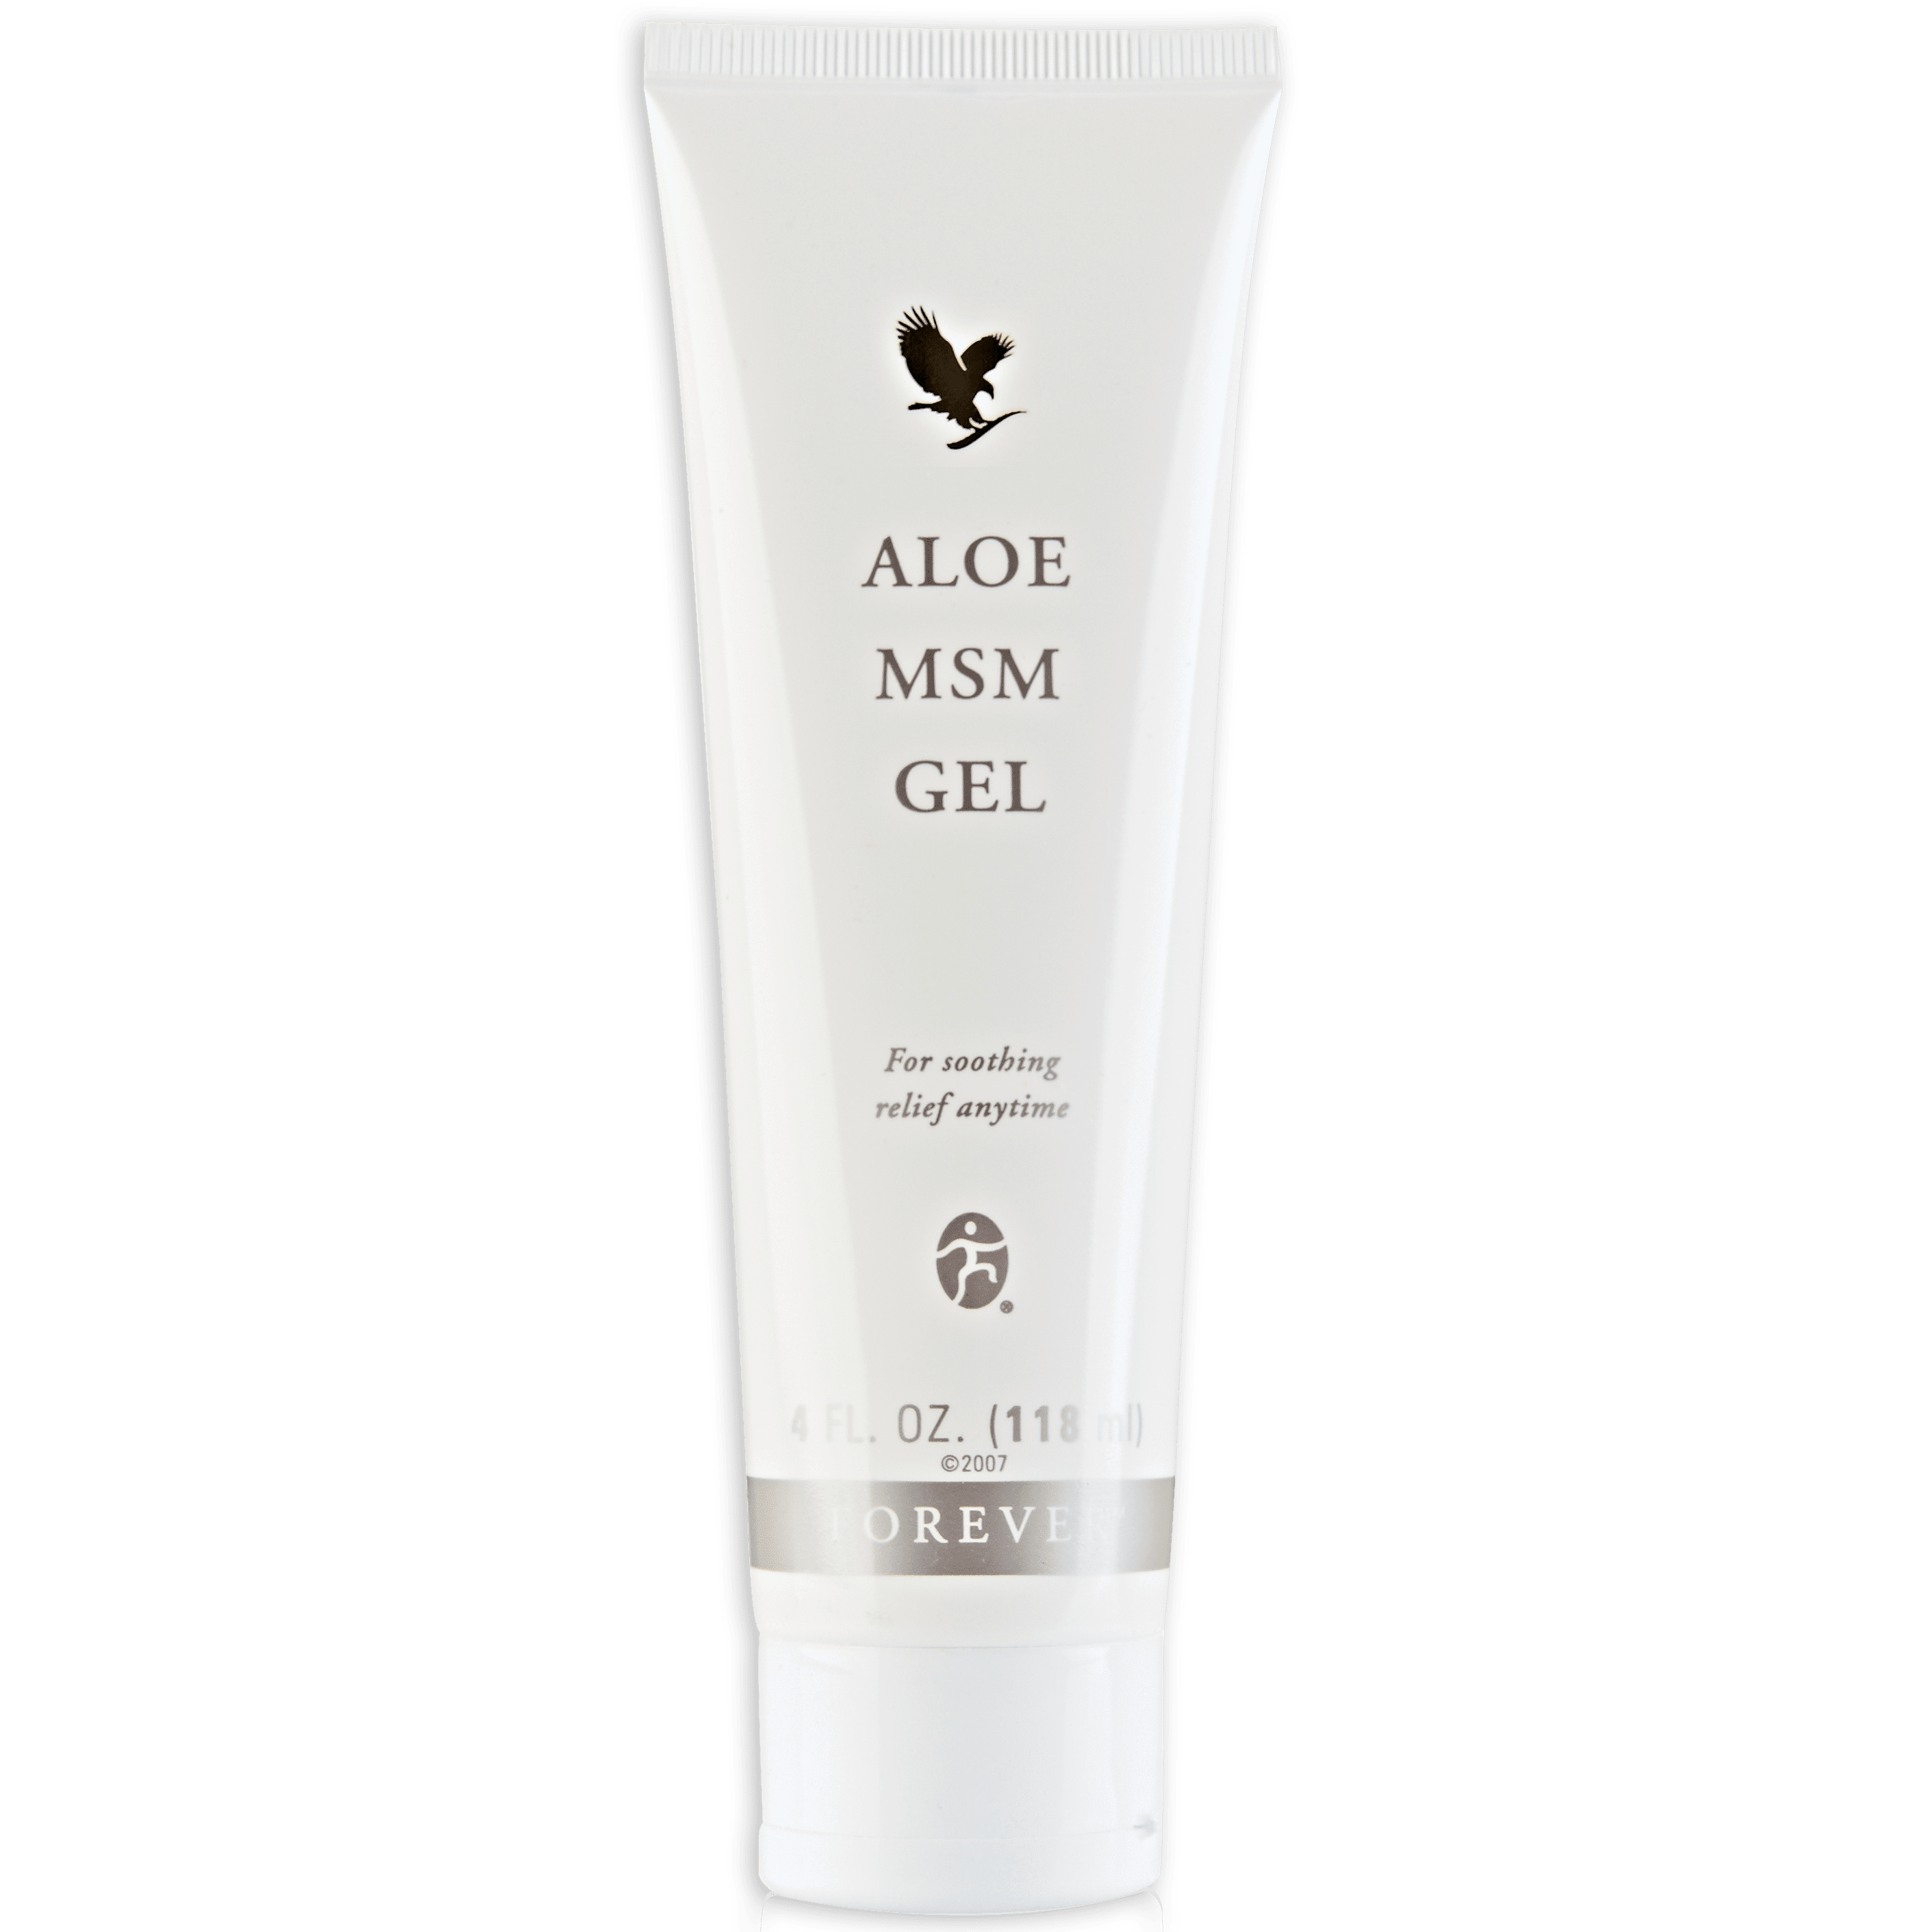 ALOE
MSM
GEL
For soothing
relief anytime
®
4 FL. OZ. (118 ml)
©2007
FOREVER